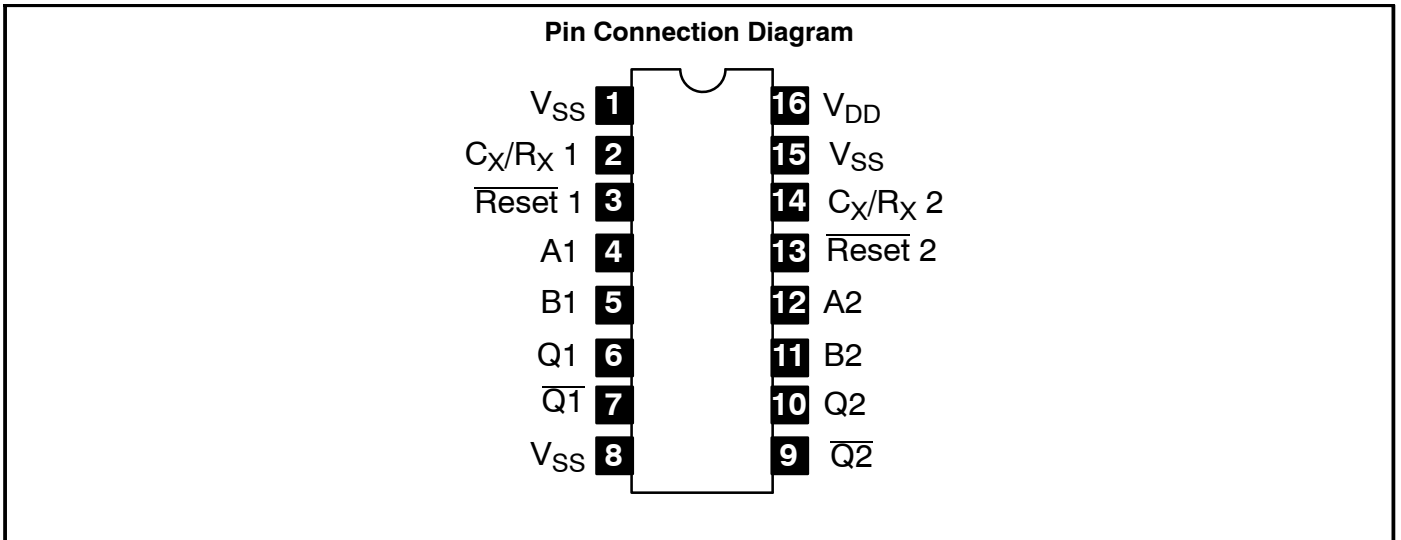 Pin Connection Diagram
VSS 1 16 VDD
CX/RX 1 2 15 VSS
Reset 1 3 14 CX/RX 2
A1 4 13 Reset 2
B1 5 12 A2
Q1 6 11 B2
Q1 7 10 Q2
VSS 8 9 Q2